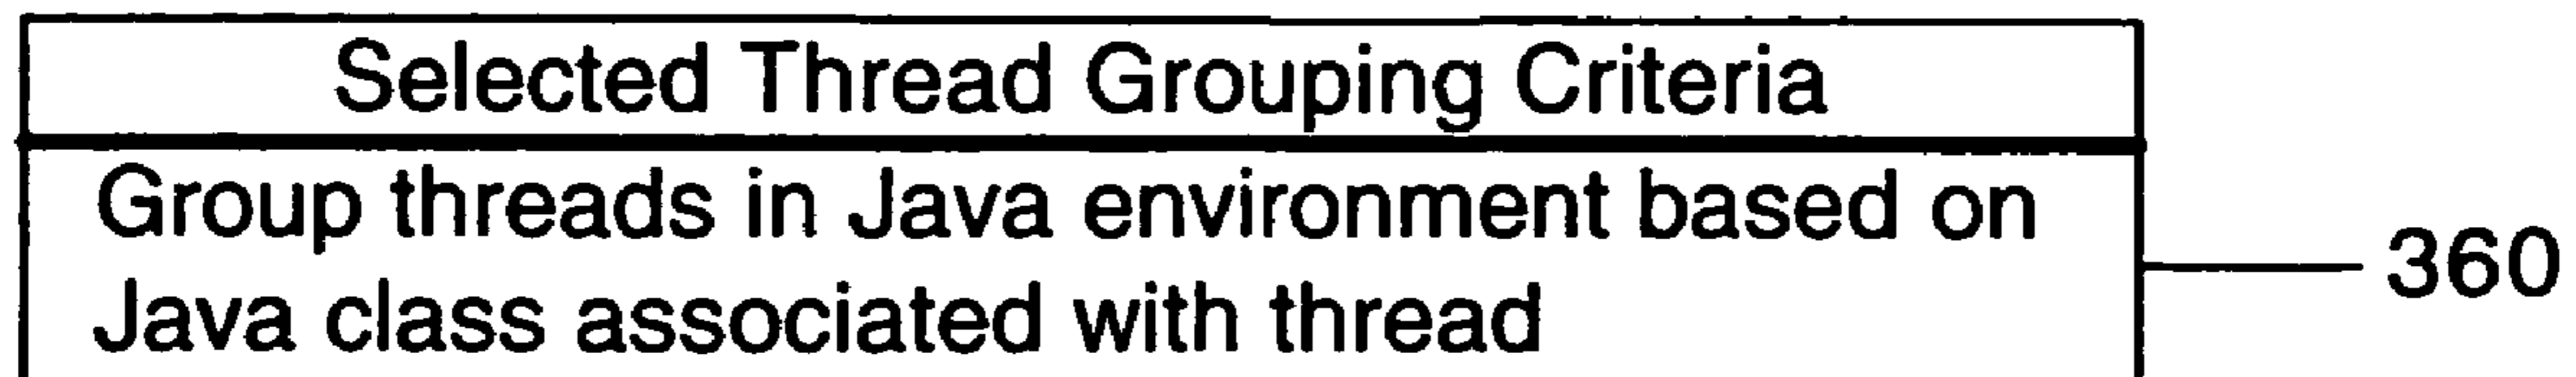 Selected Thread Grouping Criteria
Group threads in Java environment based on
Java class associated with thread
360